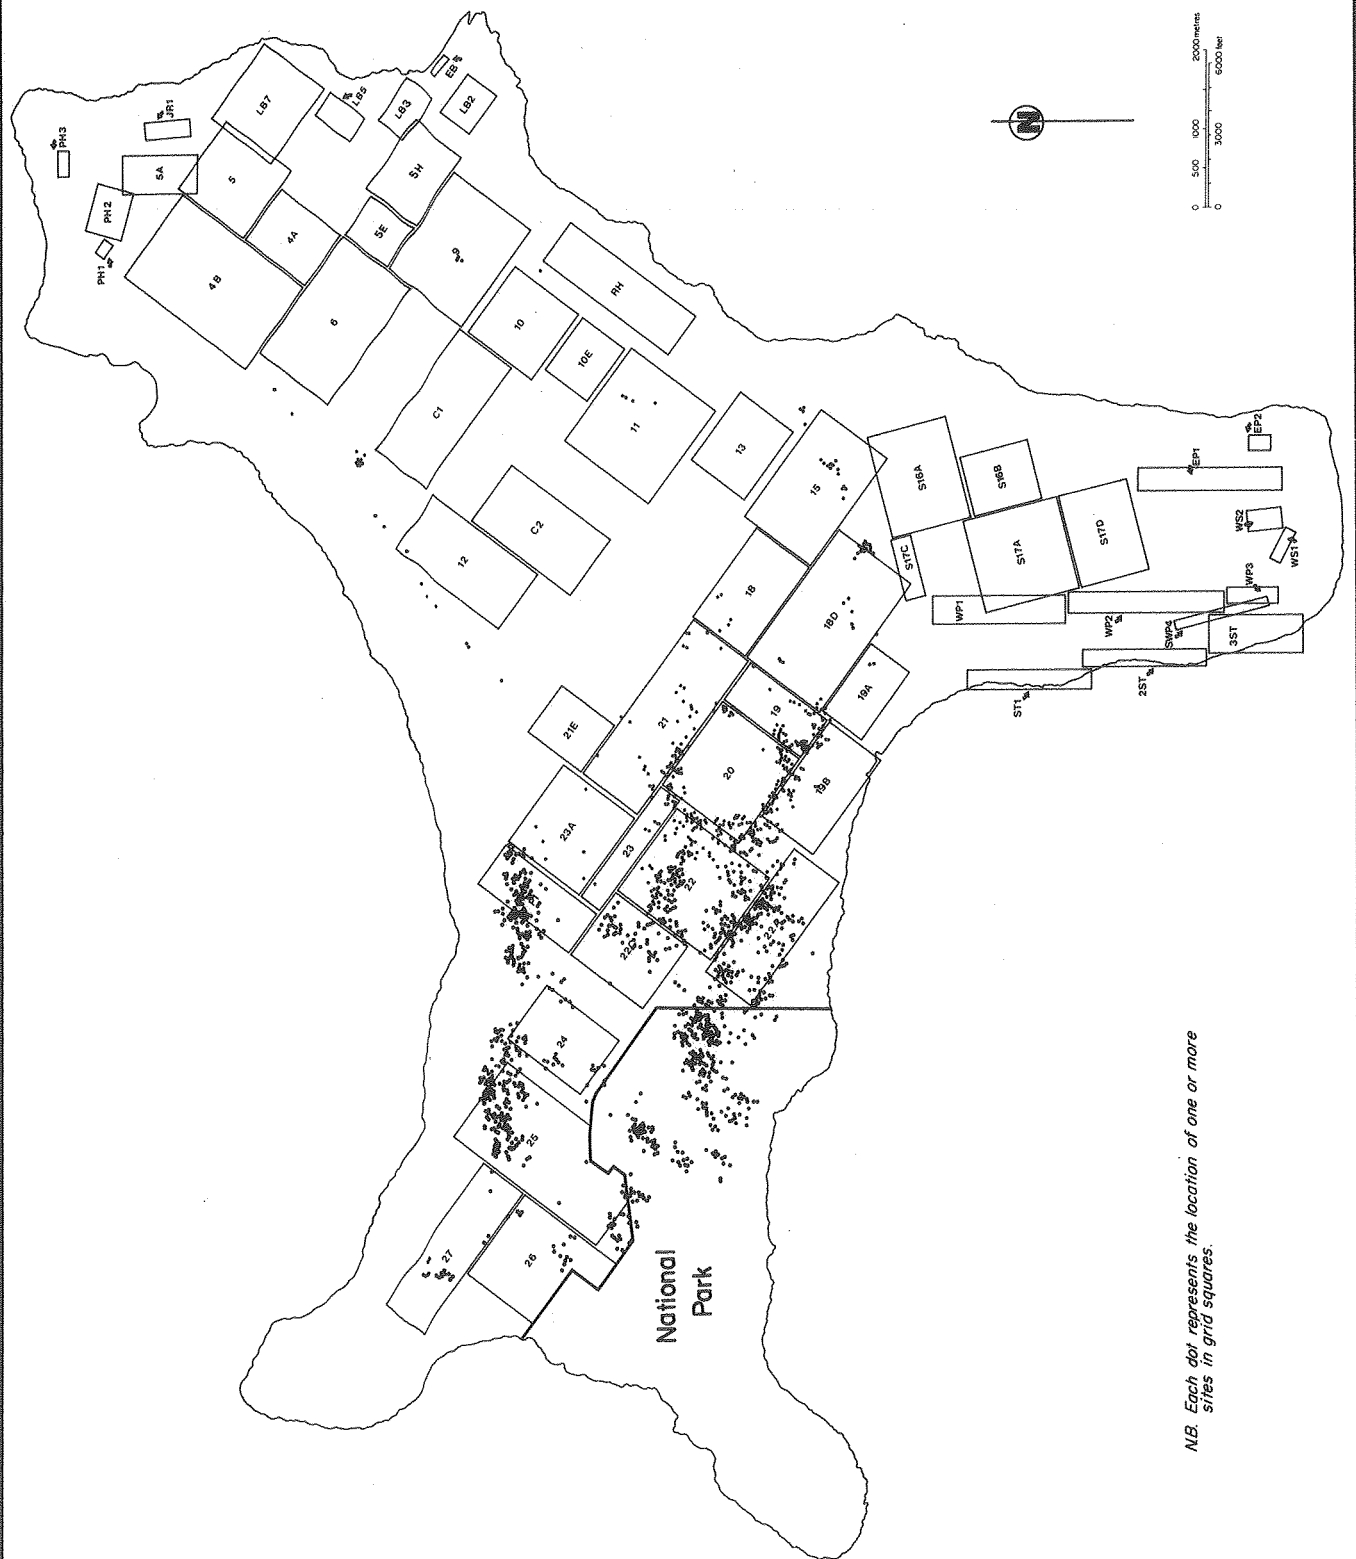 PH3
JR1
LB7
LB5
LB3
EB
LB2
5A
5
PH2
PH1
4A
4B
5H
5E
9
6
RH
10
10E
C1
11
13
C2
12
15
S16A
S16B
S17C
S17A
S17D
18
18D
WP1
WP2
SWP4
WP3
WS1
WS2
EP1
EP2
3ST
2ST
ST1
19A
19
21
21E
20
19B
23A
23
22
24
25
26
27
National
Park
N
0 500 1000 2000 metres
0 3000 6000 feet
N.B. Each dot represents the location of one or more
sites in grid squares.